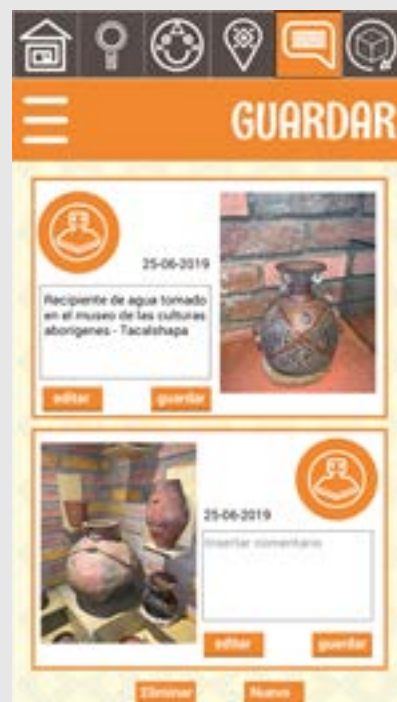 GUARDAR
25-06-2019
Recipiente de agua tomado
en el museo de las culturas
aborigenes - Tacalshapa
editar
guardar
25-06-2019
Insertar comentario
editar
guardar
Eliminar
Nuevo